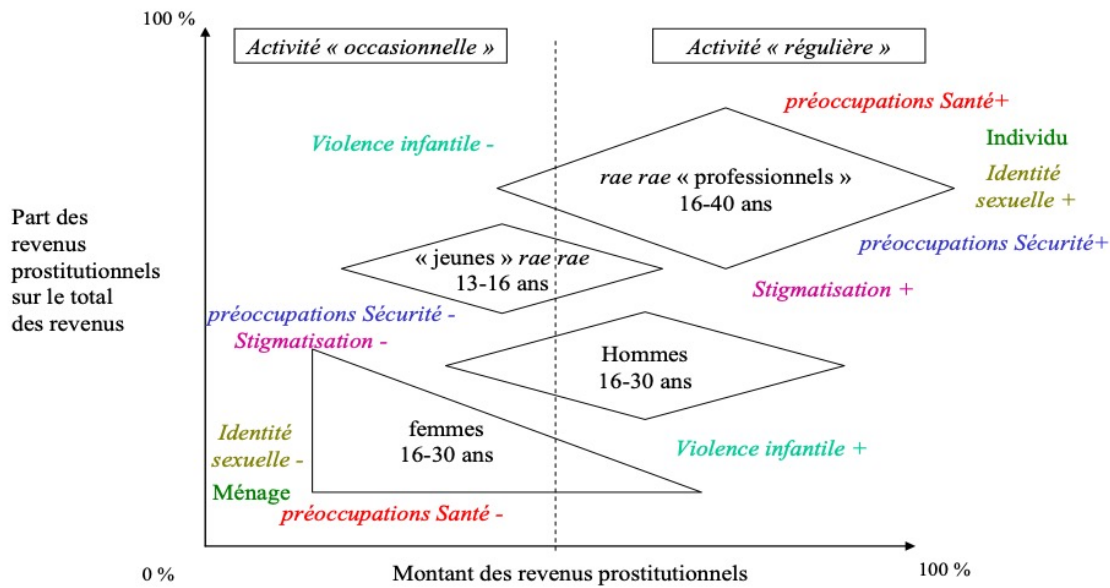 100 %
Activité « occasionnelle »
Activité « régulière »
préoccupations Santé+
Violence infantile -
Individu
rae rae « professionnels »
16-40 ans
Identité
sexuelle +
Part des
revenus
prostitutionnels
sur le total
des revenus
préoccupations Sécurité+
« jeunes » rae rae
13-16 ans
Stigmatisation +
préoccupations Sécurité -
Stigmatisation -
Hommes
16-30 ans
femmes
16-30 ans
Identité
sexuelle -
Violence infantile +
Ménage
préoccupations Santé -
0 %
Montant des revenus prostitutionnels
100 %